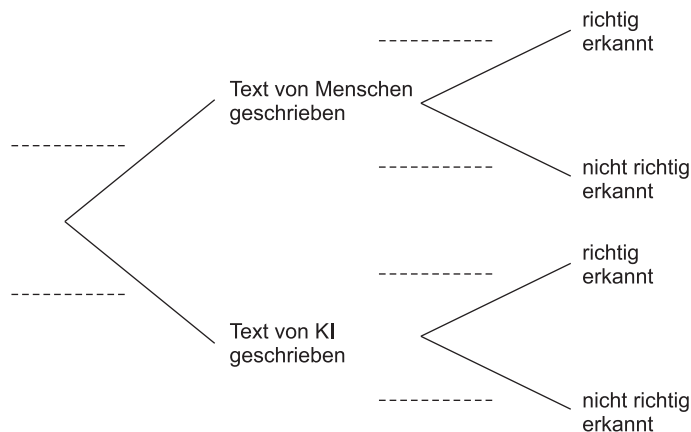 richtig
erkannt
Text von Menschen
geschrieben
nicht richtig
erkannt
richtig
erkannt
Text von KI
geschrieben
nicht richtig
erkannt